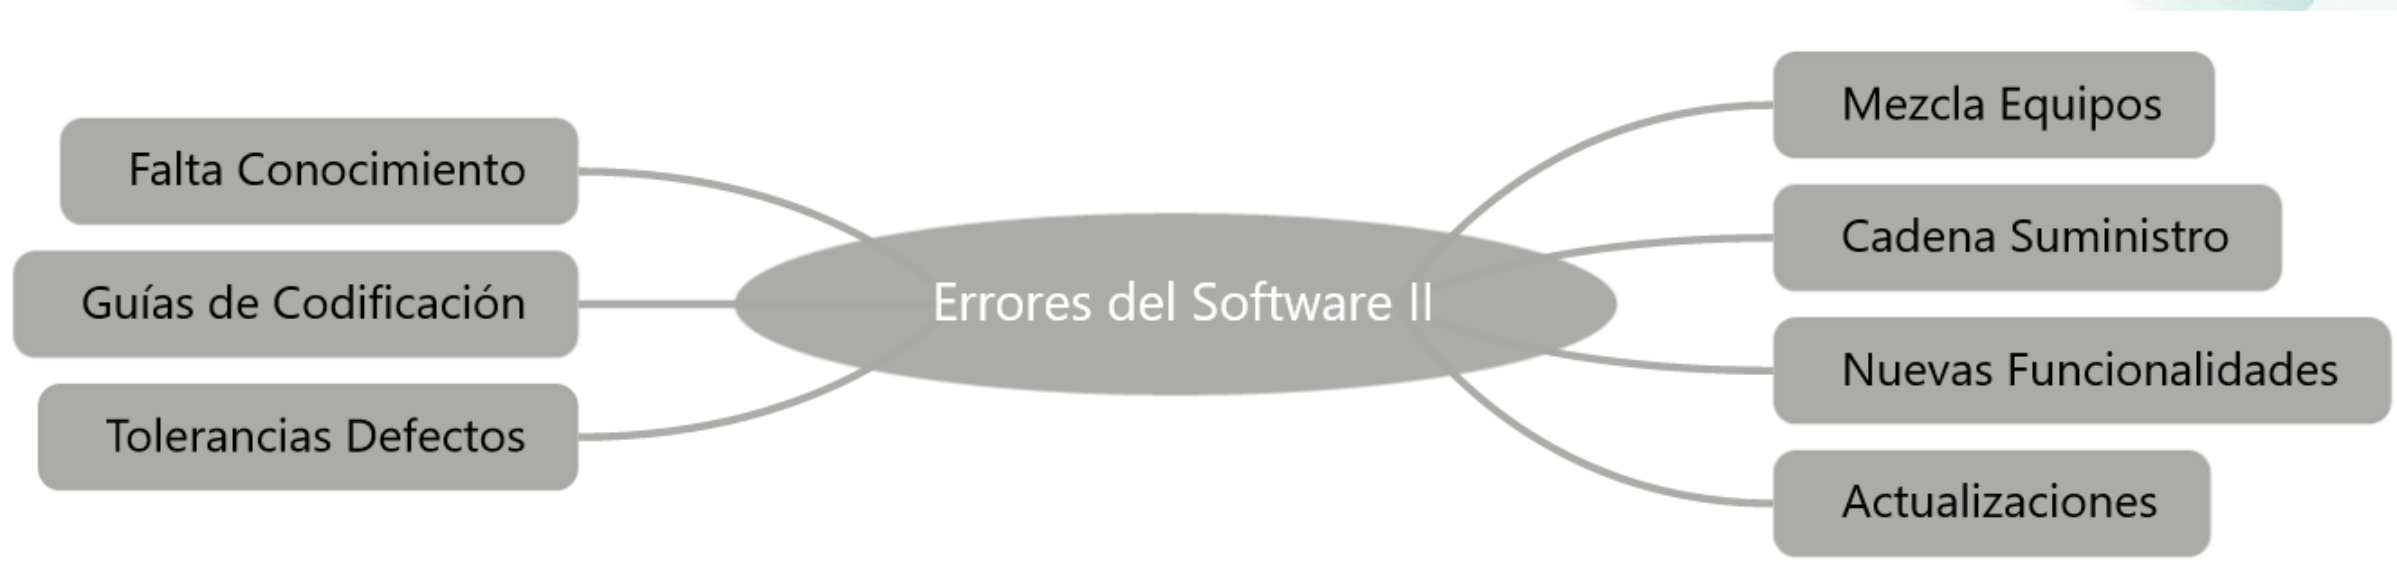 Falta Conocimiento
Guías de Codificación
Tolerancias Defectos
Errores del Software II
Mezcla Equipos
Cadena Suministro
Nuevas Funcionalidades
Actualizaciones